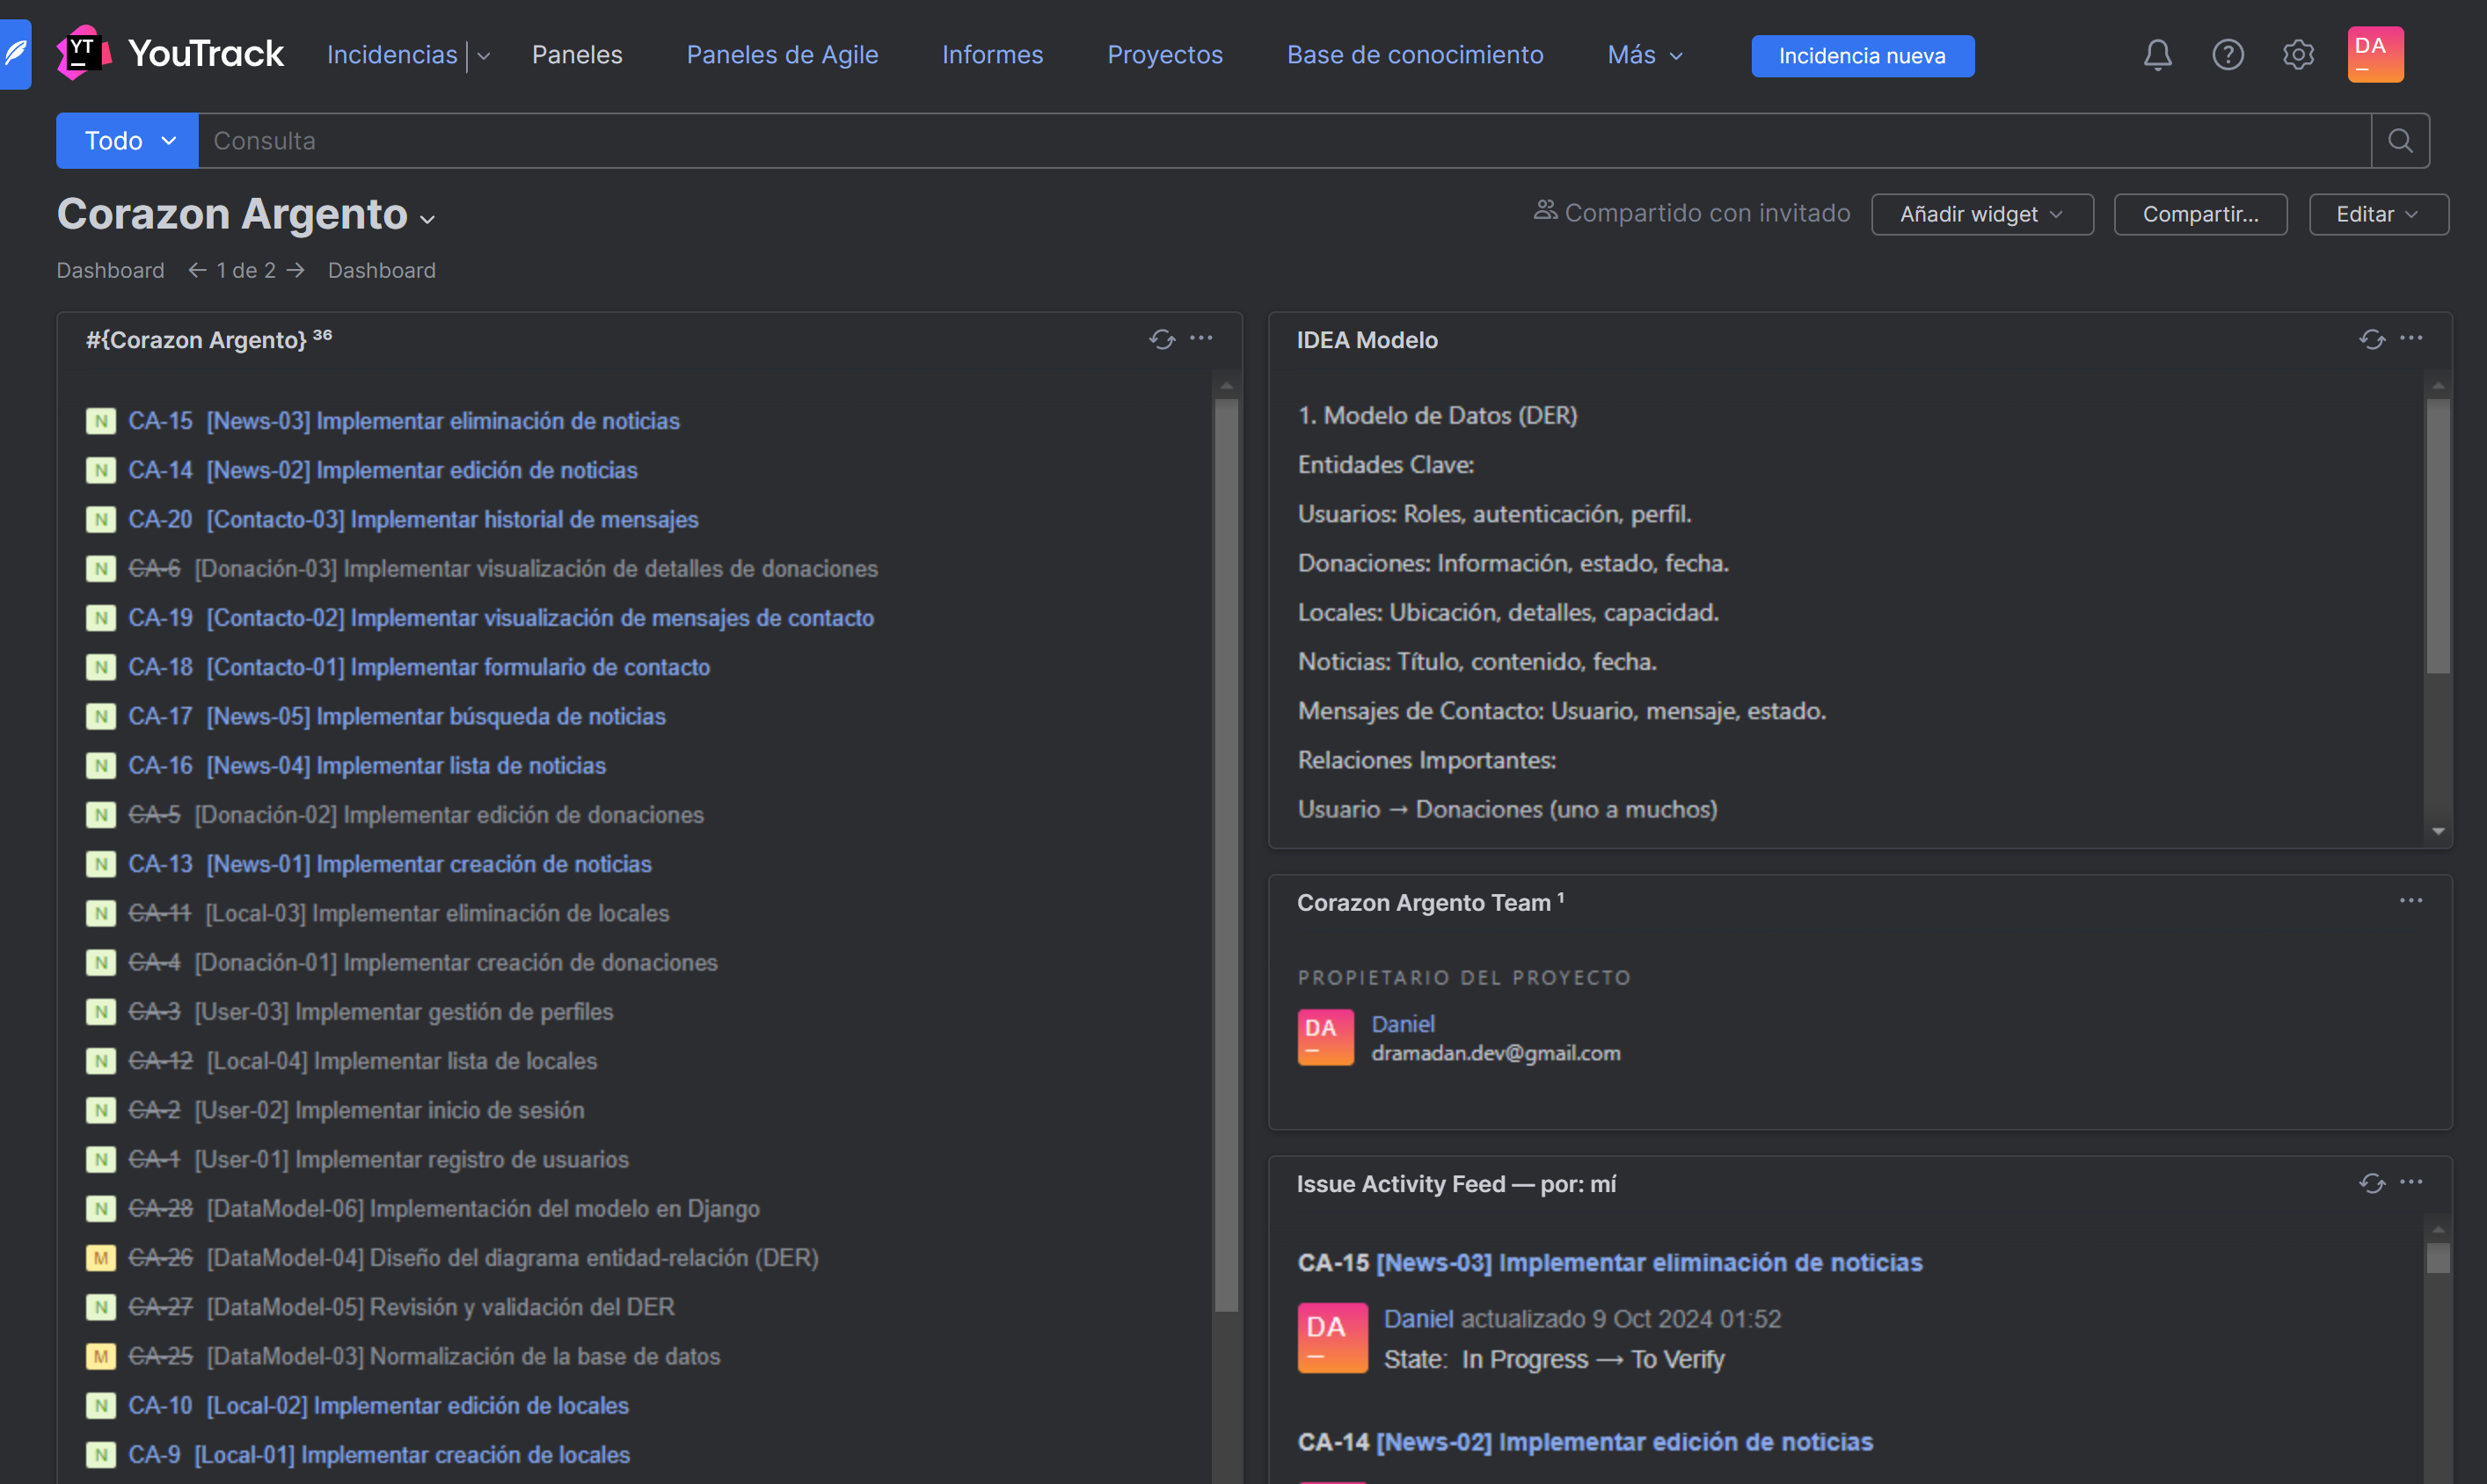 YT YouTrack Incidencias Paneles Paneles de Agile Informes Proyectos Base de conocimiento Más Incidencia nueva DA
Todo Consulta
Corazon Argento Compartido con invitado Añadir widget Compartir... Editar
Dashboard ← 1 de 2 → Dashboard
#{Corazon Argento} 36
N CA-15 [News-03] Implementar eliminación de noticias
N CA-14 [News-02] Implementar edición de noticias
N CA-20 [Contacto-03] Implementar historial de mensajes
N CA-6 [Donación-03] Implementar visualización de detalles de donaciones
N CA-19 [Contacto-02] Implementar visualización de mensajes de contacto
N CA-18 [Contacto-01] Implementar formulario de contacto
N CA-17 [News-05] Implementar búsqueda de noticias
N CA-16 [News-04] Implementar lista de noticias
N CA-5 [Donación-02] Implementar edición de donaciones
N CA-13 [News-01] Implementar creación de noticias
N CA-11 [Local-03] Implementar eliminación de locales
N CA-4 [Donación-01] Implementar creación de donaciones
N CA-3 [User-03] Implementar gestión de perfiles
N CA-12 [Local-04] Implementar lista de locales
N CA-2 [User-02] Implementar inicio de sesión
N CA-1 [User-01] Implementar registro de usuarios
N CA-28 [DataModel-06] Implementación del modelo en Django
M CA-26 [DataModel-04] Diseño del diagrama entidad-relación (DER)
N CA-27 [DataModel-05] Revisión y validación del DER
M CA-25 [DataModel-03] Normalización de la base de datos
N CA-10 [Local-02] Implementar edición de locales
N CA-9 [Local-01] Implementar creación de locales
IDEA Modelo
1. Modelo de Datos (DER)
Entidades Clave:
Usuarios: Roles, autenticación, perfil.
Donaciones: Información, estado, fecha.
Locales: Ubicación, detalles, capacidad.
Noticias: Título, contenido, fecha.
Mensajes de Contacto: Usuario, mensaje, estado.
Relaciones Importantes:
Usuario → Donaciones (uno a muchos)
Corazon Argento Team 1
PROPIETARIO DEL PROYECTO
DA Daniel
dramadan.dev@gmail.com
Issue Activity Feed — por: mí
CA-15 [News-03] Implementar eliminación de noticias
DA Daniel actualizado 9 Oct 2024 01:52
State: In Progress → To Verify
CA-14 [News-02] Implementar edición de noticias